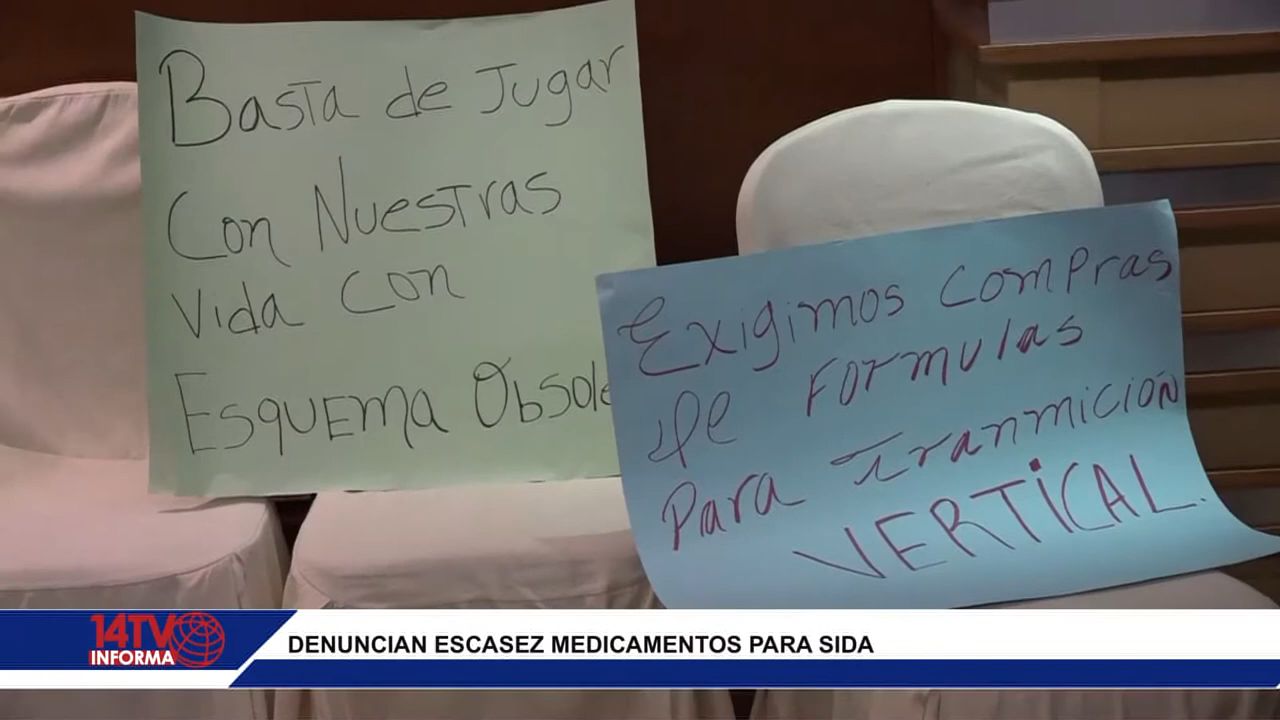 Basta de Jugar
Con Nuestras
Vida con
Esquema Obsole
Exigimos compras
de Formulas
Para Tranmición
VERTICAL.
14TV
INFORMA
DENUNCIAN ESCASEZ MEDICAMENTOS PARA SIDA